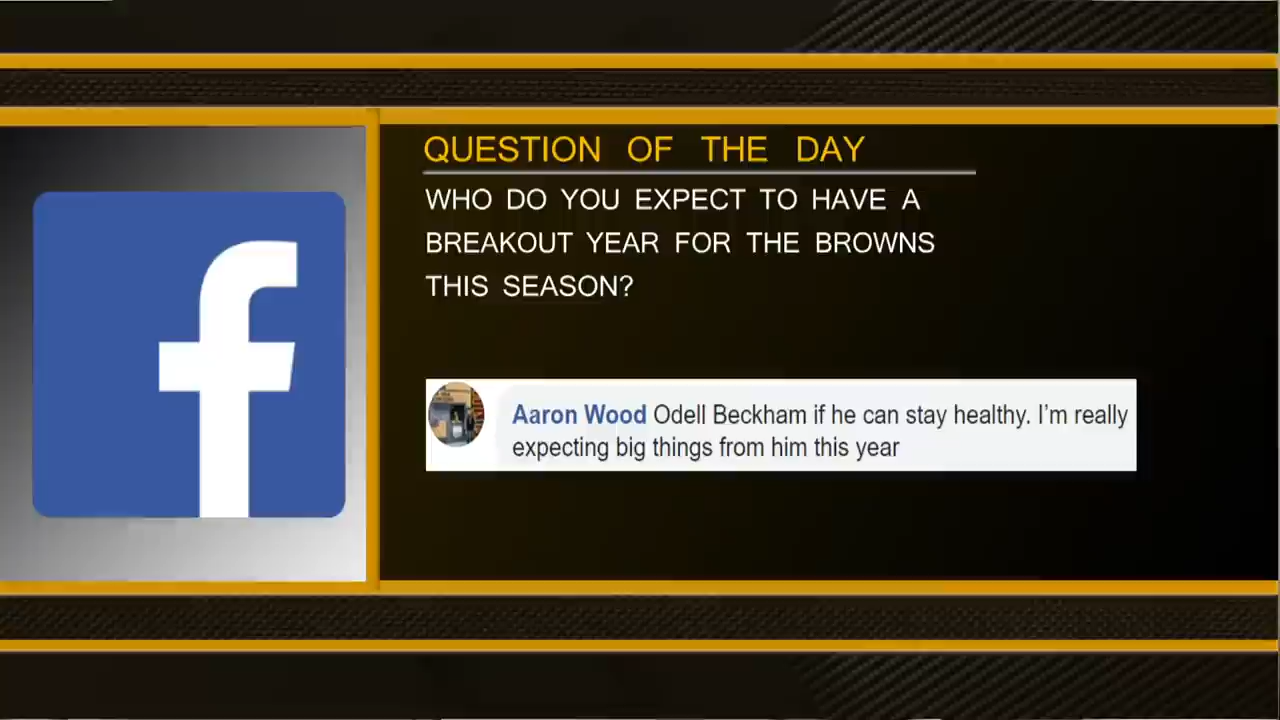 QUESTION OF THE DAY
WHO DO YOU EXPECT TO HAVE A
BREAKOUT YEAR FOR THE BROWNS
THIS SEASON?
Aaron Wood Odell Beckham if he can stay healthy. I'm really
expecting big things from him this year